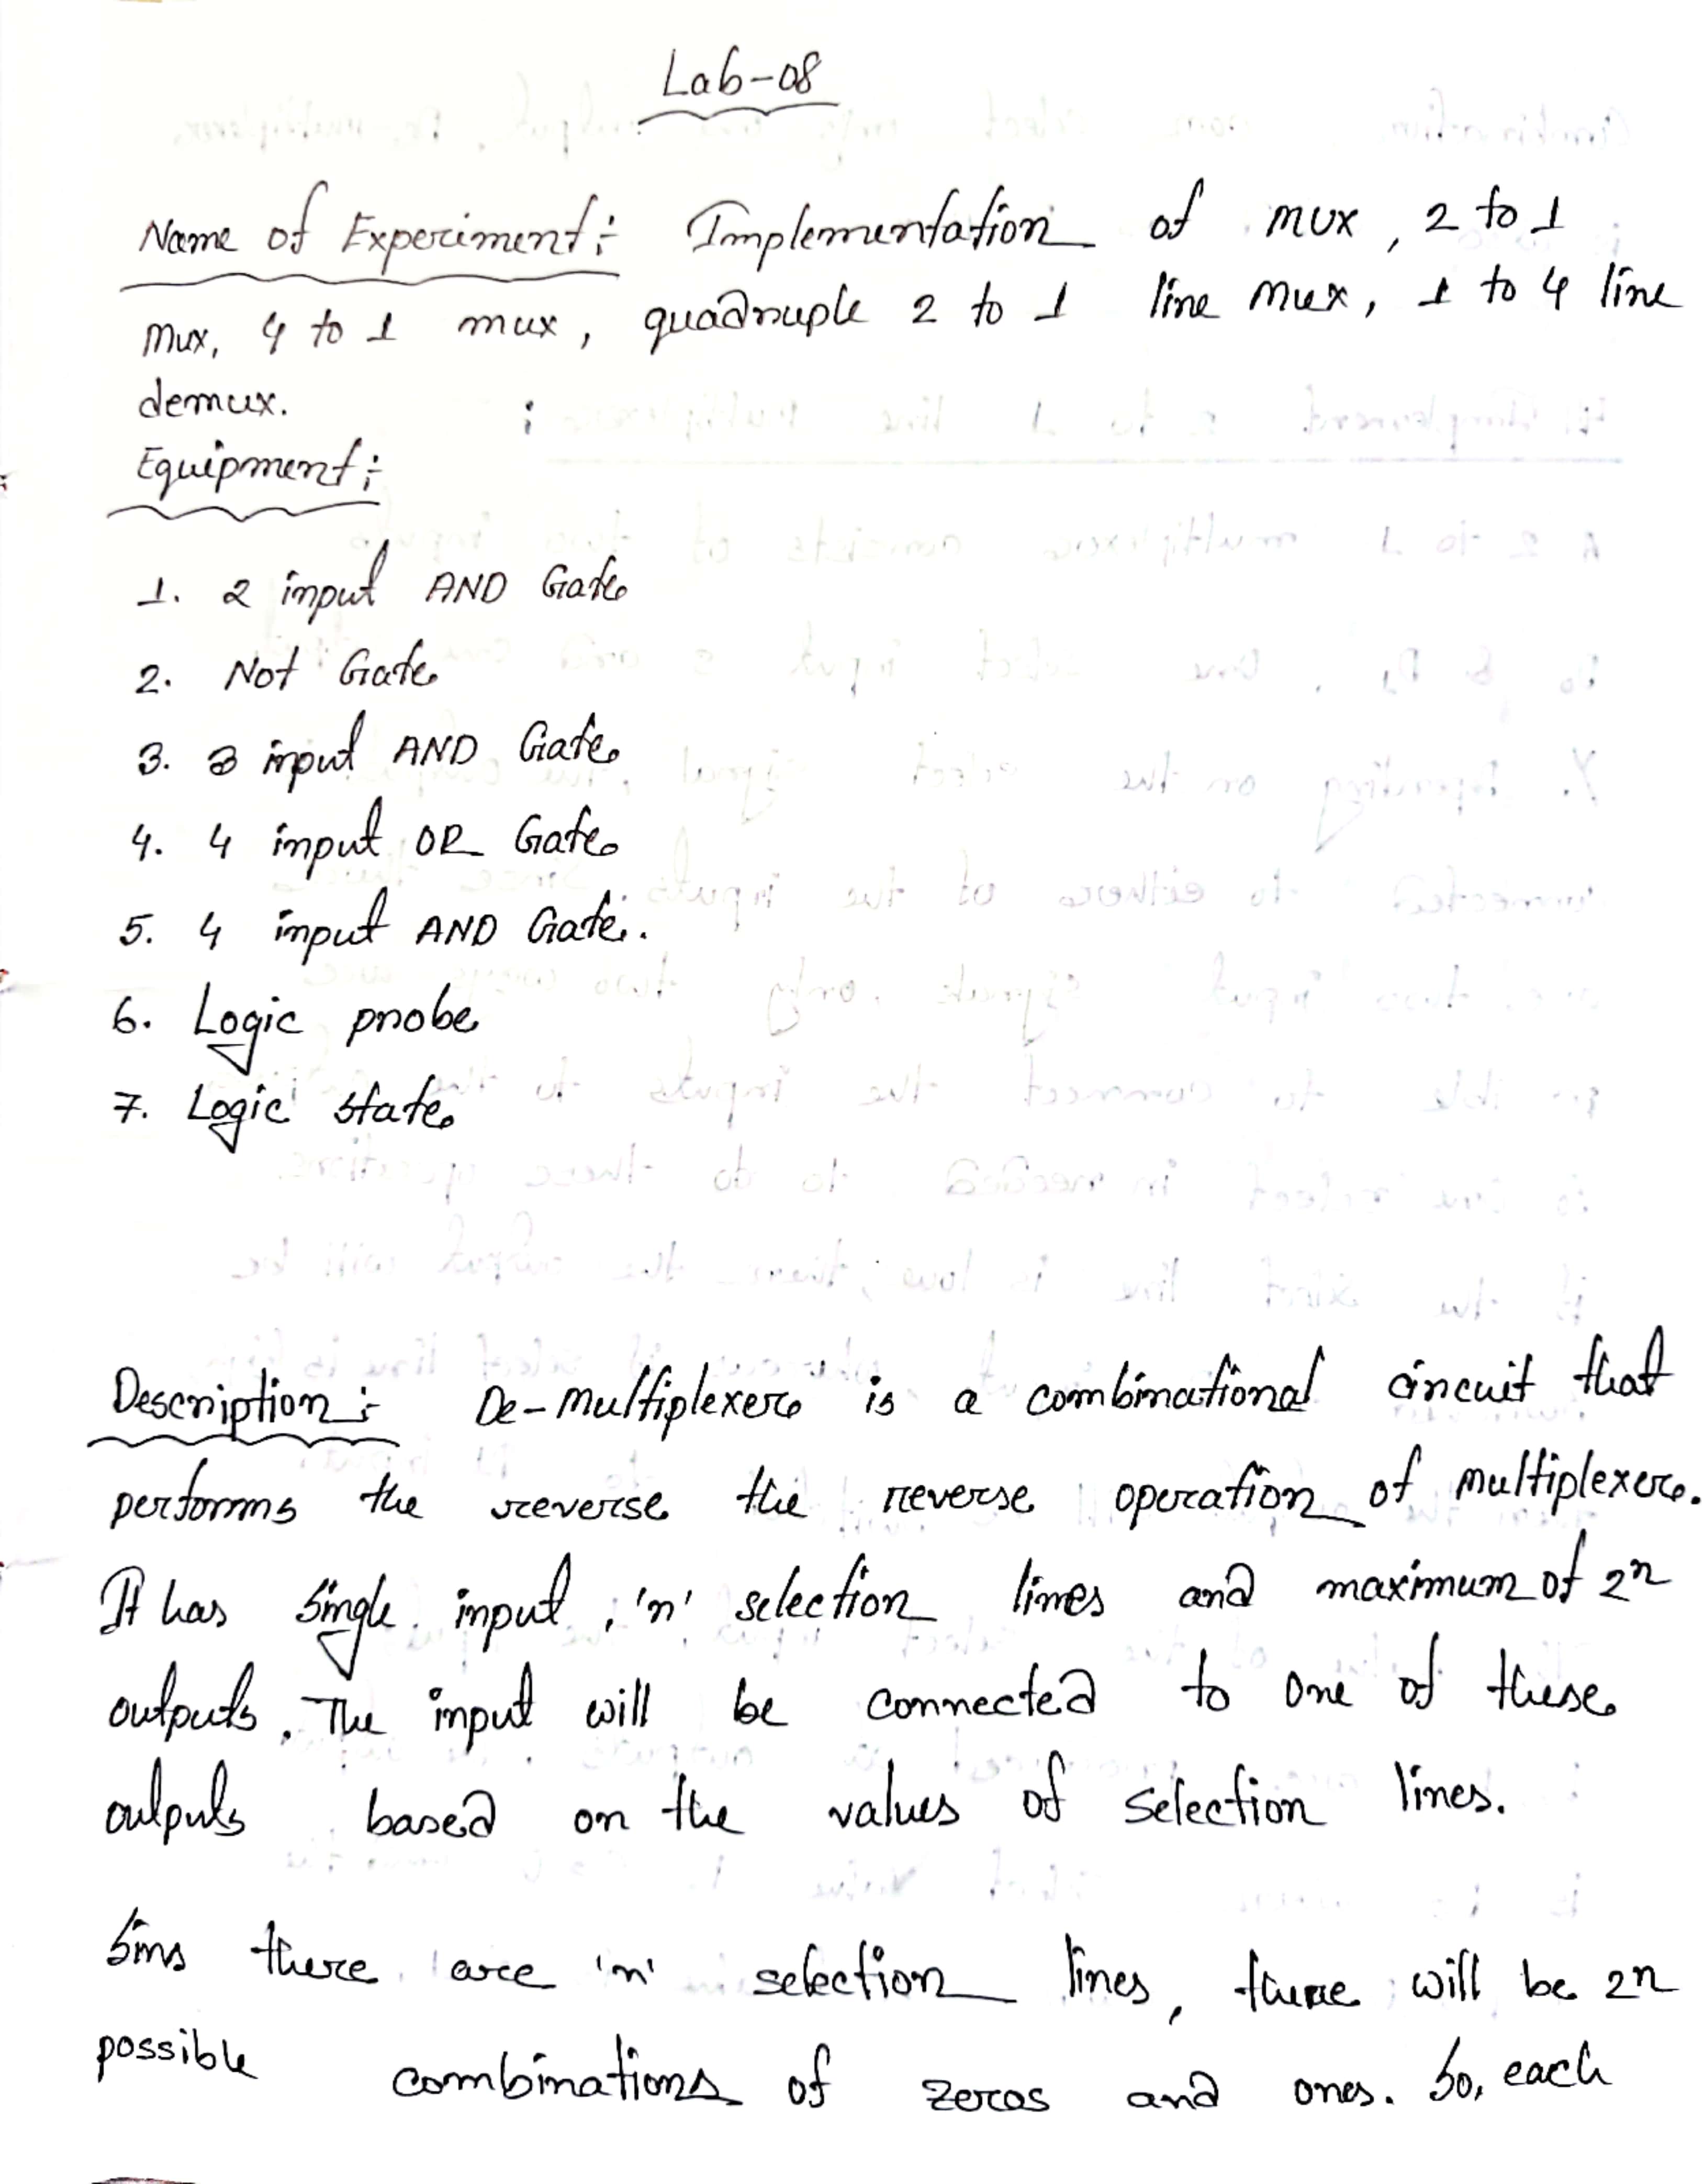 Lab-08
Name of Experiment:- Implementation of mux, 2 to 1
Mux, 4 to 1 mux, quadruple 2 to 1 line mux, 1 to 4 line
demux.
Equipment:-
1. 2 input AND Gate
2. Not Gate
3. 3 input AND Gate
4. 4 input OR Gate
5. 4 input AND Gate.
6. Logic probe
7. Logic state
Description:- De-Multiplexer is a combinational circuit that
performs the reverse the reverse operation of multiplexer.
It has single input, 'n' selection lines and maximum of 2ⁿ
outputs. The input will be connected to one of these
outputs based on the values of selection lines.
Sins there are 'n' selection lines, there will be 2n
possible combinations of zeros and ones. So, each